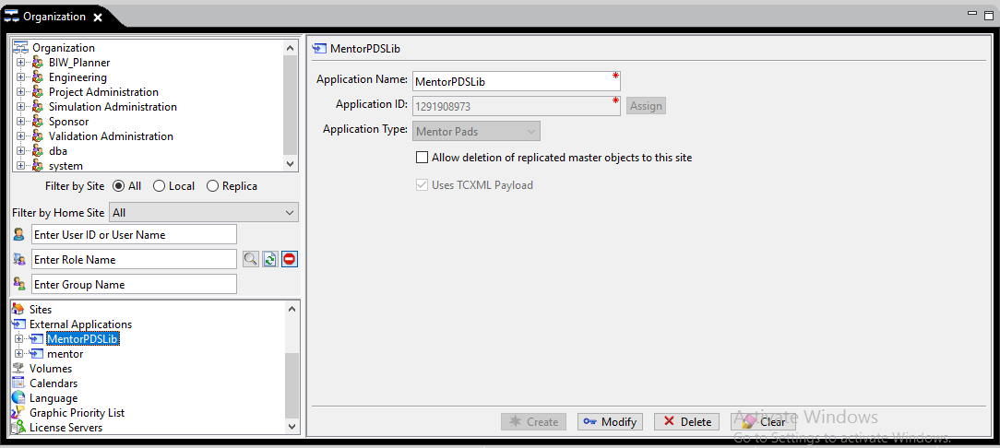 Organization
Organization
BIW_Planner
Engineering
Project Administration
Simulation Administration
Sponsor
Validation Administration
dba
system
Filter by Site All Local Replica
Filter by Home Site All
Enter User ID or User Name
Enter Role Name
Enter Group Name
Sites
External Applications
MentorPDSLib
mentor
Volumes
Calendars
Language
Graphic Priority List
License Servers
MentorPDSLib
Application Name: MentorPDSLib *
Application ID: 1291908973 * Assign
Application Type: Mentor Pads
Allow deletion of replicated master objects to this site
Uses TCXML Payload
Create Modify Delete Clear
Activate Windows
Go to Settings to activate Windows.